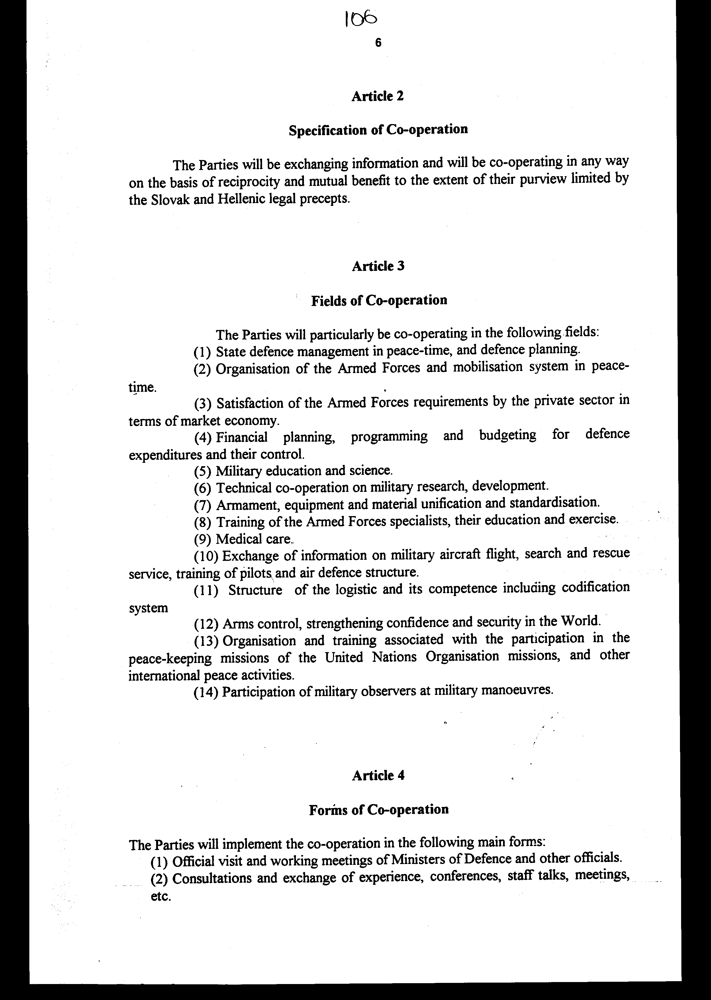 106
6
Article 2
Specification of Co-operation
The Parties will be exchanging information and will be co-operating in any way
on the basis of reciprocity and mutual benefit to the extent of their purview limited by
the Slovak and Hellenic legal precepts.
Article 3
Fields of Co-operation
The Parties will particularly be co-operating in the following fields:
(1) State defence management in peace-time, and defence planning.
(2) Organisation of the Armed Forces and mobilisation system in peace-
time.
(3) Satisfaction of the Armed Forces requirements by the private sector in
terms of market economy.
(4) Financial planning, programming and budgeting for defence
expenditures and their control.
(5) Military education and science.
(6) Technical co-operation on military research, development.
(7) Armament, equipment and material unification and standardisation.
(8) Training of the Armed Forces specialists, their education and exercise.
(9) Medical care.
(10) Exchange of information on military aircraft flight, search and rescue
service, training of pilots and air defence structure.
(11) Structure of the logistic and its competence including codification
system
(12) Arms control, strengthening confidence and security in the World.
(13) Organisation and training associated with the participation in the
peace-keeping missions of the United Nations Organisation missions, and other
international peace activities.
(14) Participation of military observers at military manoeuvres.
Article 4
Forms of Co-operation
The Parties will implement the co-operation in the following main forms:
(1) Official visit and working meetings of Ministers of Defence and other officials.
(2) Consultations and exchange of experience, conferences, staff talks, meetings,
etc.